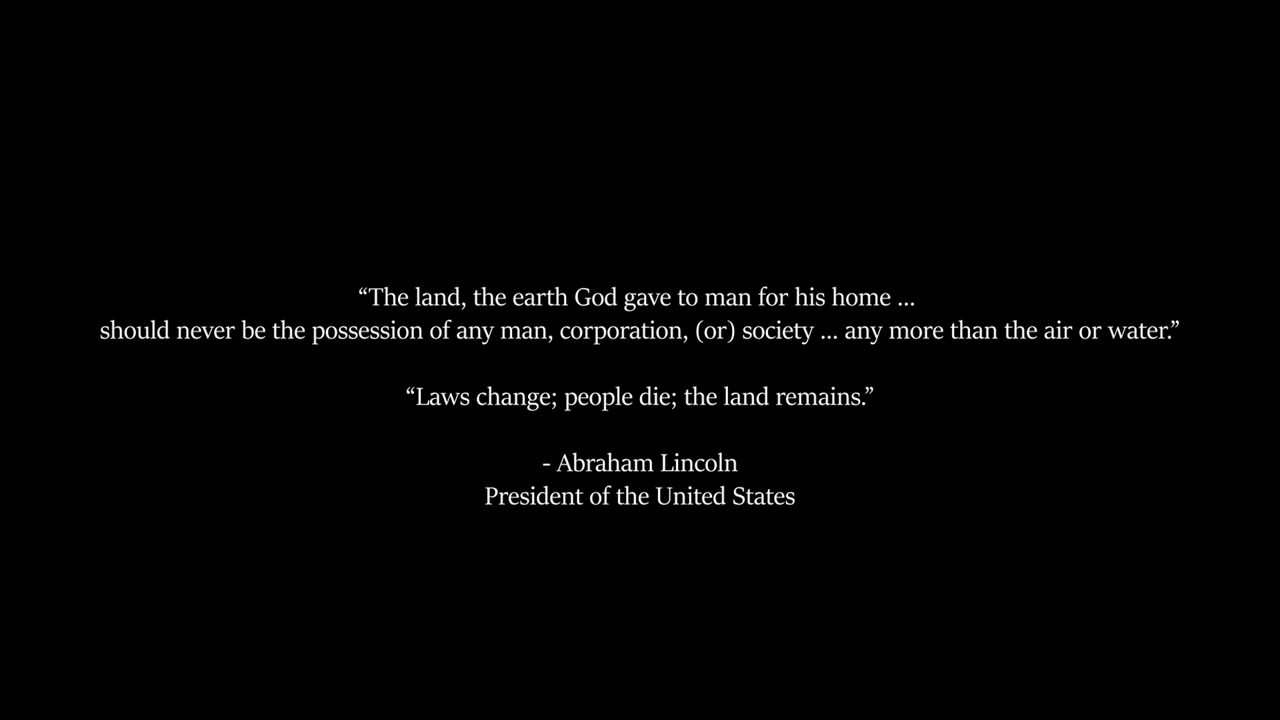 “The land, the earth God gave to man for his home ...
should never be the possession of any man, corporation, (or) society ... any more than the air or water.”
“Laws change; people die; the land remains.”
- Abraham Lincoln
President of the United States